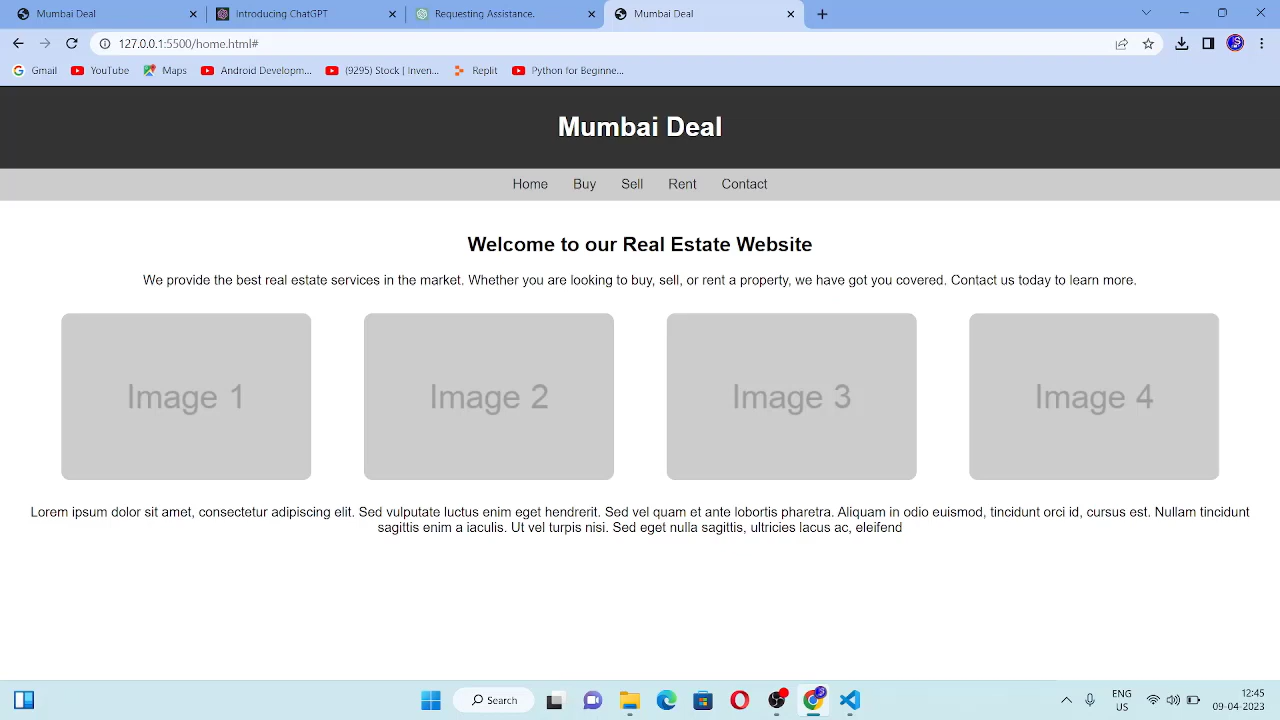 Mumbai Deal
Introducing ChatGPT
Requesting Assistance.
Mumbai Deal
127.0.0.1:5500/home.html#
Gmail
YouTube
Maps
Android Developm...
(9295) Stock | Inven...
Replit
Python for Beginne...
Mumbai Deal
Home Buy Sell Rent Contact
Welcome to our Real Estate Website
We provide the best real estate services in the market. Whether you are looking to buy, sell, or rent a property, we have got you covered. Contact us today to learn more.
Image 1
Image 2
Image 3
Image 4
Lorem ipsum dolor sit amet, consectetur adipiscing elit. Sed vulputate luctus enim eget hendrerit. Sed vel quam et ante lobortis pharetra. Aliquam in odio euismod, tincidunt orci id, cursus est. Nullam tincidunt
sagittis enim a iaculis. Ut vel turpis nisi. Sed eget nulla sagittis, ultricies lacus ac, eleifend
Search
ENG
US
12:45
09-04-2023